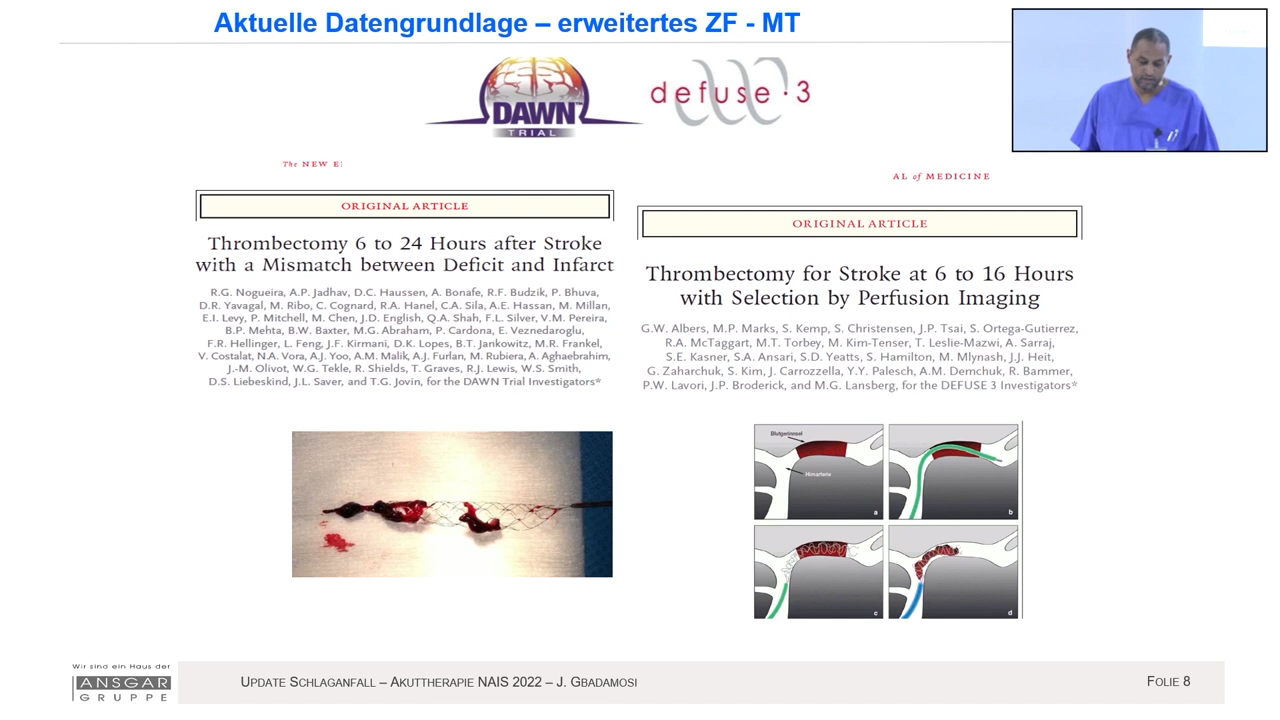 Aktuelle Datengrundlage – erweitertes ZF - MT
DAWN™
TRIAL
defuse·3
The NEW E
AL of MEDICINE
ORIGINAL ARTICLE
Thrombectomy 6 to 24 Hours after Stroke
with a Mismatch between Deficit and Infarct
R.G. Nogueira, A.P. Jadhav, D.C. Haussen, A. Bonafe, R.F. Budzik, P. Bhuva,
D.R. Yavagal, M. Ribo, C. Cognard, R.A. Hanel, C.A. Sila, A.E. Hassan, M. Millan,
E.I. Levy, P. Mitchell, M. Chen, J.D. English, Q.A. Shah, F.L. Silver, V.M. Pereira,
B.P. Mehta, B.W. Baxter, M.G. Abraham, P. Cardona, E. Veznedaroglu,
F.R. Hellinger, L. Feng, J.F. Kirmani, D.K. Lopes, B.T. Jankowitz, M.R. Frankel,
V. Costalat, N.A. Vora, A.J. Yoo, A.M. Malik, A.J. Furlan, M. Rubiera, A. Aghaebrahim,
J.-M. Olivot, W.G. Tekle, R. Shields, T. Graves, R.J. Lewis, W.S. Smith,
D.S. Liebeskind, J.L. Saver, and T.G. Jovin, for the DAWN Trial Investigators*
ORIGINAL ARTICLE
Thrombectomy for Stroke at 6 to 16 Hours
with Selection by Perfusion Imaging
G.W. Albers, M.P. Marks, S. Kemp, S. Christensen, J.P. Tsai, S. Ortega-Gutierrez,
R.A. McTaggart, M.T. Torbey, M. Kim-Tenser, T. Leslie-Mazwi, A. Sarraj,
S.E. Kasner, S.A. Ansari, S.D. Yeatts, S. Hamilton, M. Mlynash, J.J. Heit,
G. Zaharchuk, S. Kim, J. Carrozzella, Y.Y. Palesch, A.M. Demchuk, R. Bammer,
P.W. Lavori, J.P. Broderick, and M.G. Lansberg, for the DEFUSE 3 Investigators*
Blutgerinnsel
Hirnarterie
a
b
c
d
Wir sind ein Haus der
ANSGAR
GRUPPE
UPDATE SCHLAGANFALL – AKUTTHERAPIE NAIS 2022 – J. GBADAMOSI
FOLIE 8